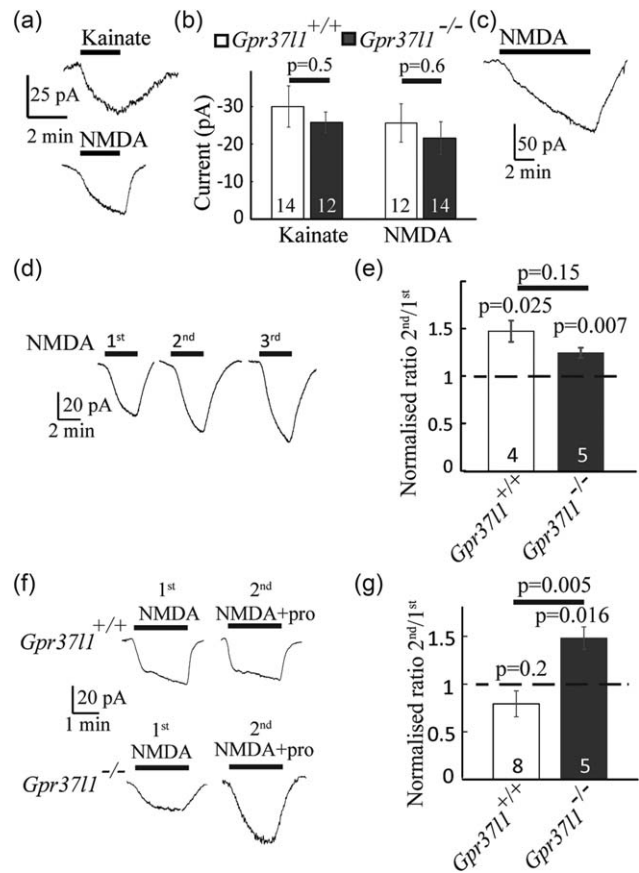 (a)
Kainate
25 pA
2 min
NMDA
(b)
Gpr37l1+/+ Gpr37l1-/-
p=0.5 p=0.6
Current (pA)
-30
-20
-10
0
14 12 12 14
Kainate NMDA
(c)
NMDA
50 pA
2 min
(d)
NMDA 1st 2nd 3rd
20 pA
2 min
(e)
p=0.15
p=0.025 p=0.007
Normalised ratio 2nd/1st
1.5
1
0.5
0
4 5
Gpr37l1+/+ Gpr37l1-/-
(f)
1st 2nd
NMDA NMDA+pro
Gpr37l1+/+
20 pA
1 min
1st 2nd
NMDA NMDA+pro
Gpr37l1-/-
(g)
p=0.005
p=0.016
p=0.2
Normalised ratio 2nd/1st
1.5
1
0.5
0
8 5
Gpr37l1+/+ Gpr37l1-/-